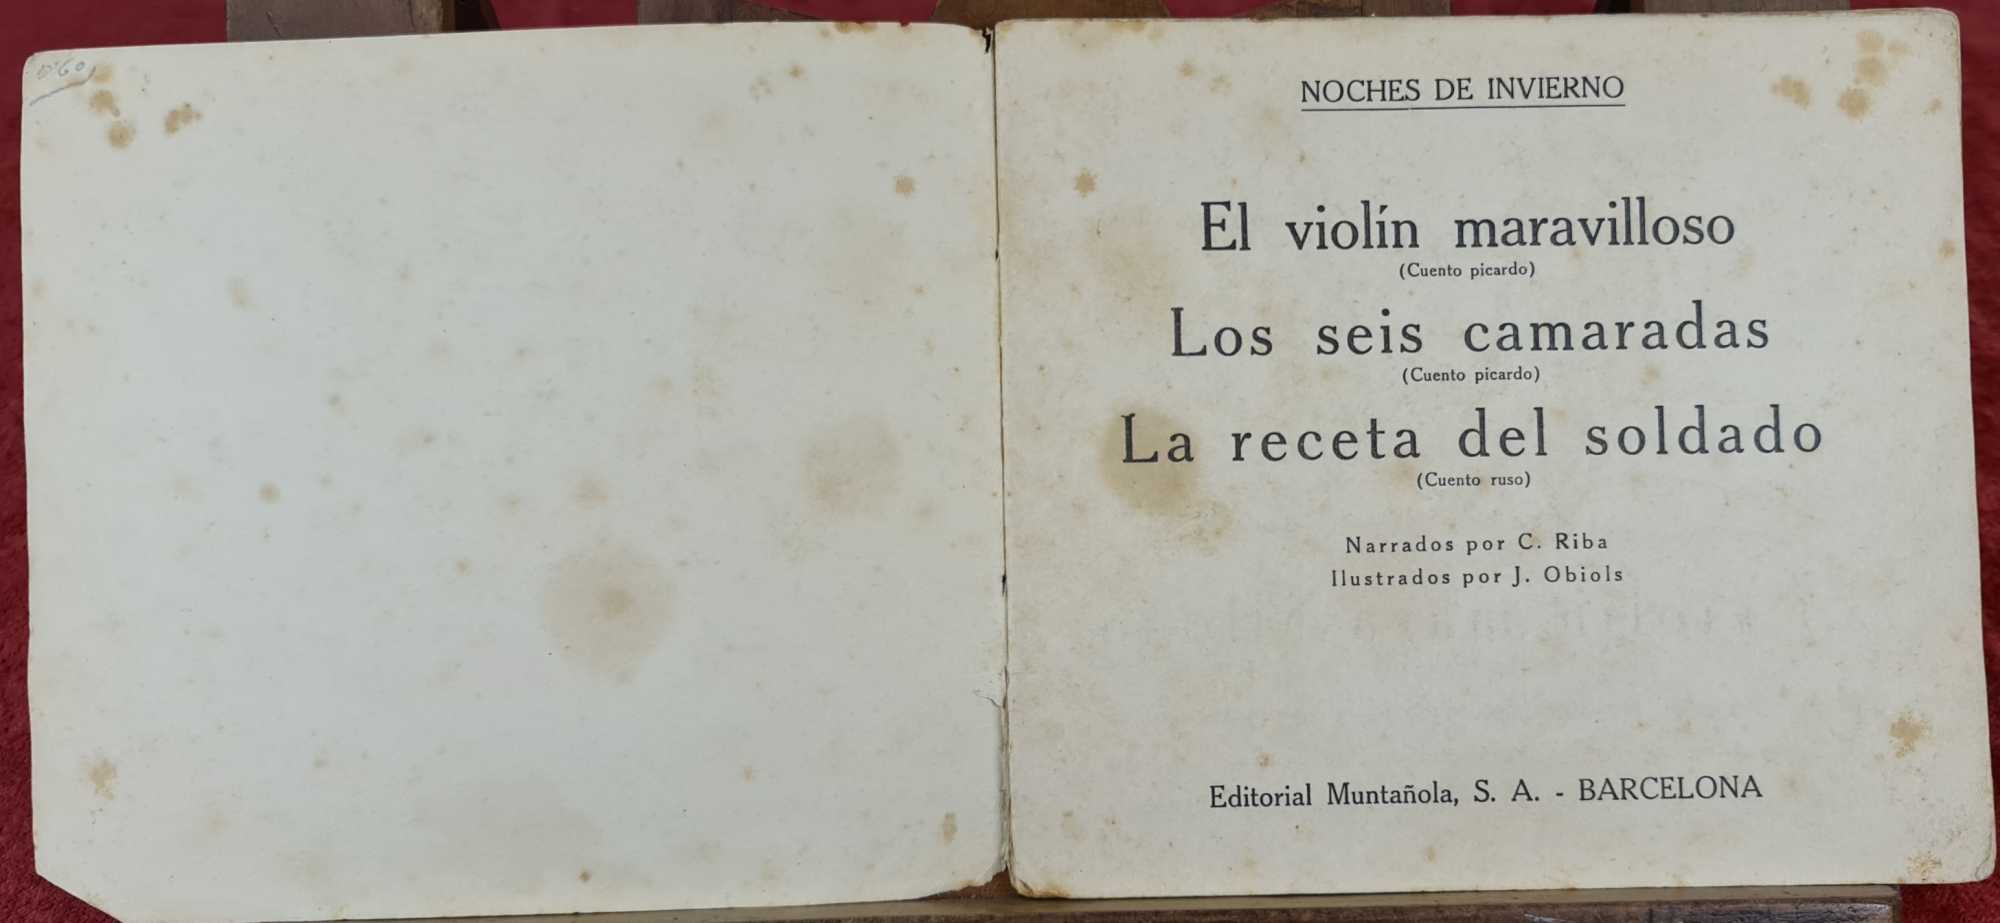 NOCHES DE INVIERNO
El violín maravilloso
(Cuento picardo)
Los seis camaradas
(Cuento picardo)
La receta del soldado
(Cuento ruso)
Narrados por C. Riba
Ilustrados por J. Obiols
Editorial Muntañola, S. A. - BARCELONA